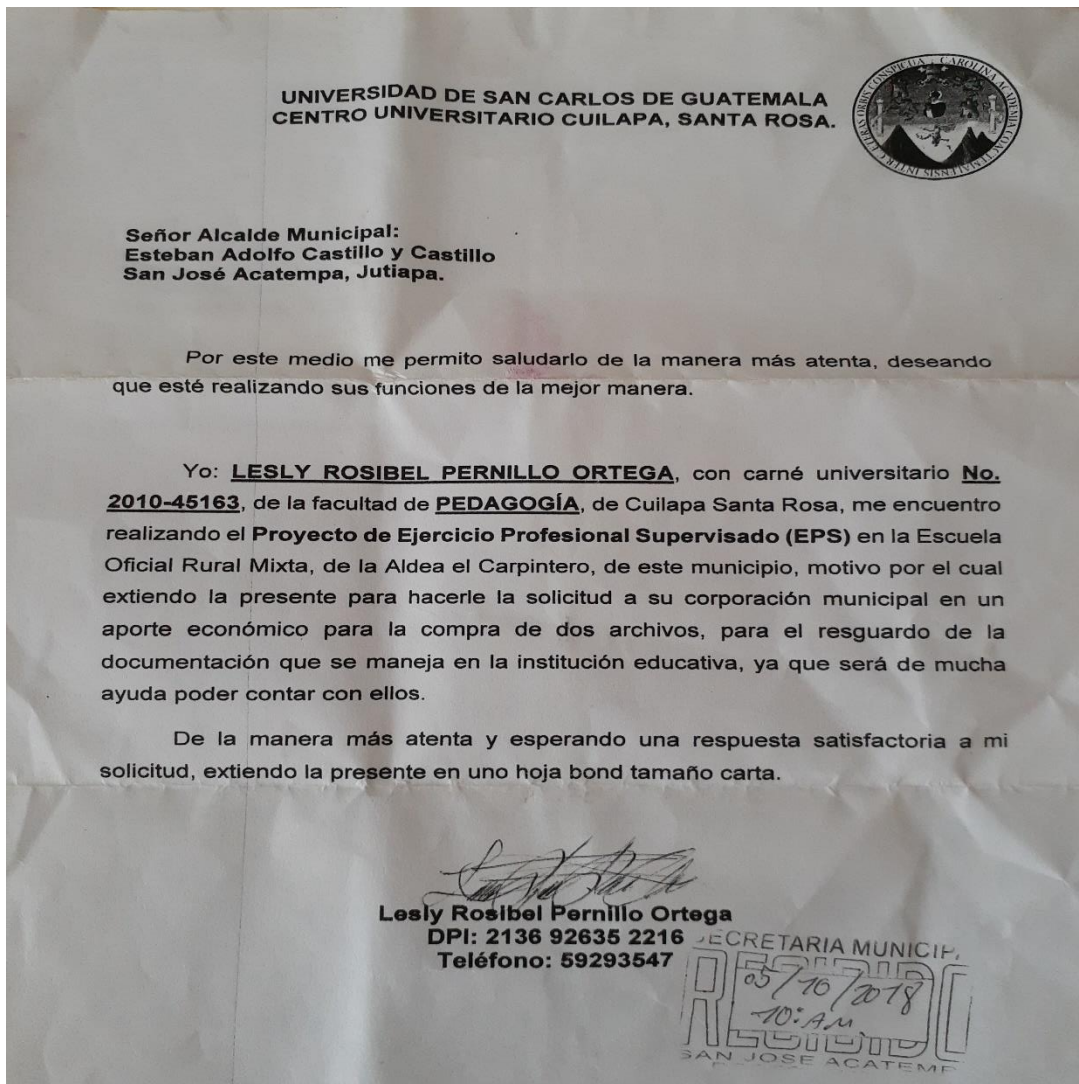 UNIVERSIDAD DE SAN CARLOS DE GUATEMALA
CENTRO UNIVERSITARIO CUILAPA, SANTA ROSA.
INTER CÆTERAS ORBIS CONSPICUA CAROLINA ACADEMIA COACTEMALENSIS
Señor Alcalde Municipal:
Esteban Adolfo Castillo y Castillo
San José Acatempa, Jutiapa.
Por este medio me permito saludarlo de la manera más atenta, deseando
que esté realizando sus funciones de la mejor manera.
Yo: LESLY ROSIBEL PERNILLO ORTEGA, con carné universitario No.
2010-45163, de la facultad de PEDAGOGÍA, de Cuilapa Santa Rosa, me encuentro
realizando el Proyecto de Ejercicio Profesional Supervisado (EPS) en la Escuela
Oficial Rural Mixta, de la Aldea el Carpintero, de este municipio, motivo por el cual
extiendo la presente para hacerle la solicitud a su corporación municipal en un
aporte económico para la compra de dos archivos, para el resguardo de la
documentación que se maneja en la institución educativa, ya que será de mucha
ayuda poder contar con ellos.
De la manera más atenta y esperando una respuesta satisfactoria a mi
solicitud, extiendo la presente en uno hoja bond tamaño carta.
Lesly Rosibel Pernillo Ortega
DPI: 2136 92635 2216
Teléfono: 59293547
SECRETARIA MUNICIP
RECIBIDO
05/10/2018
10:AM
SAN JOSE ACATEMP